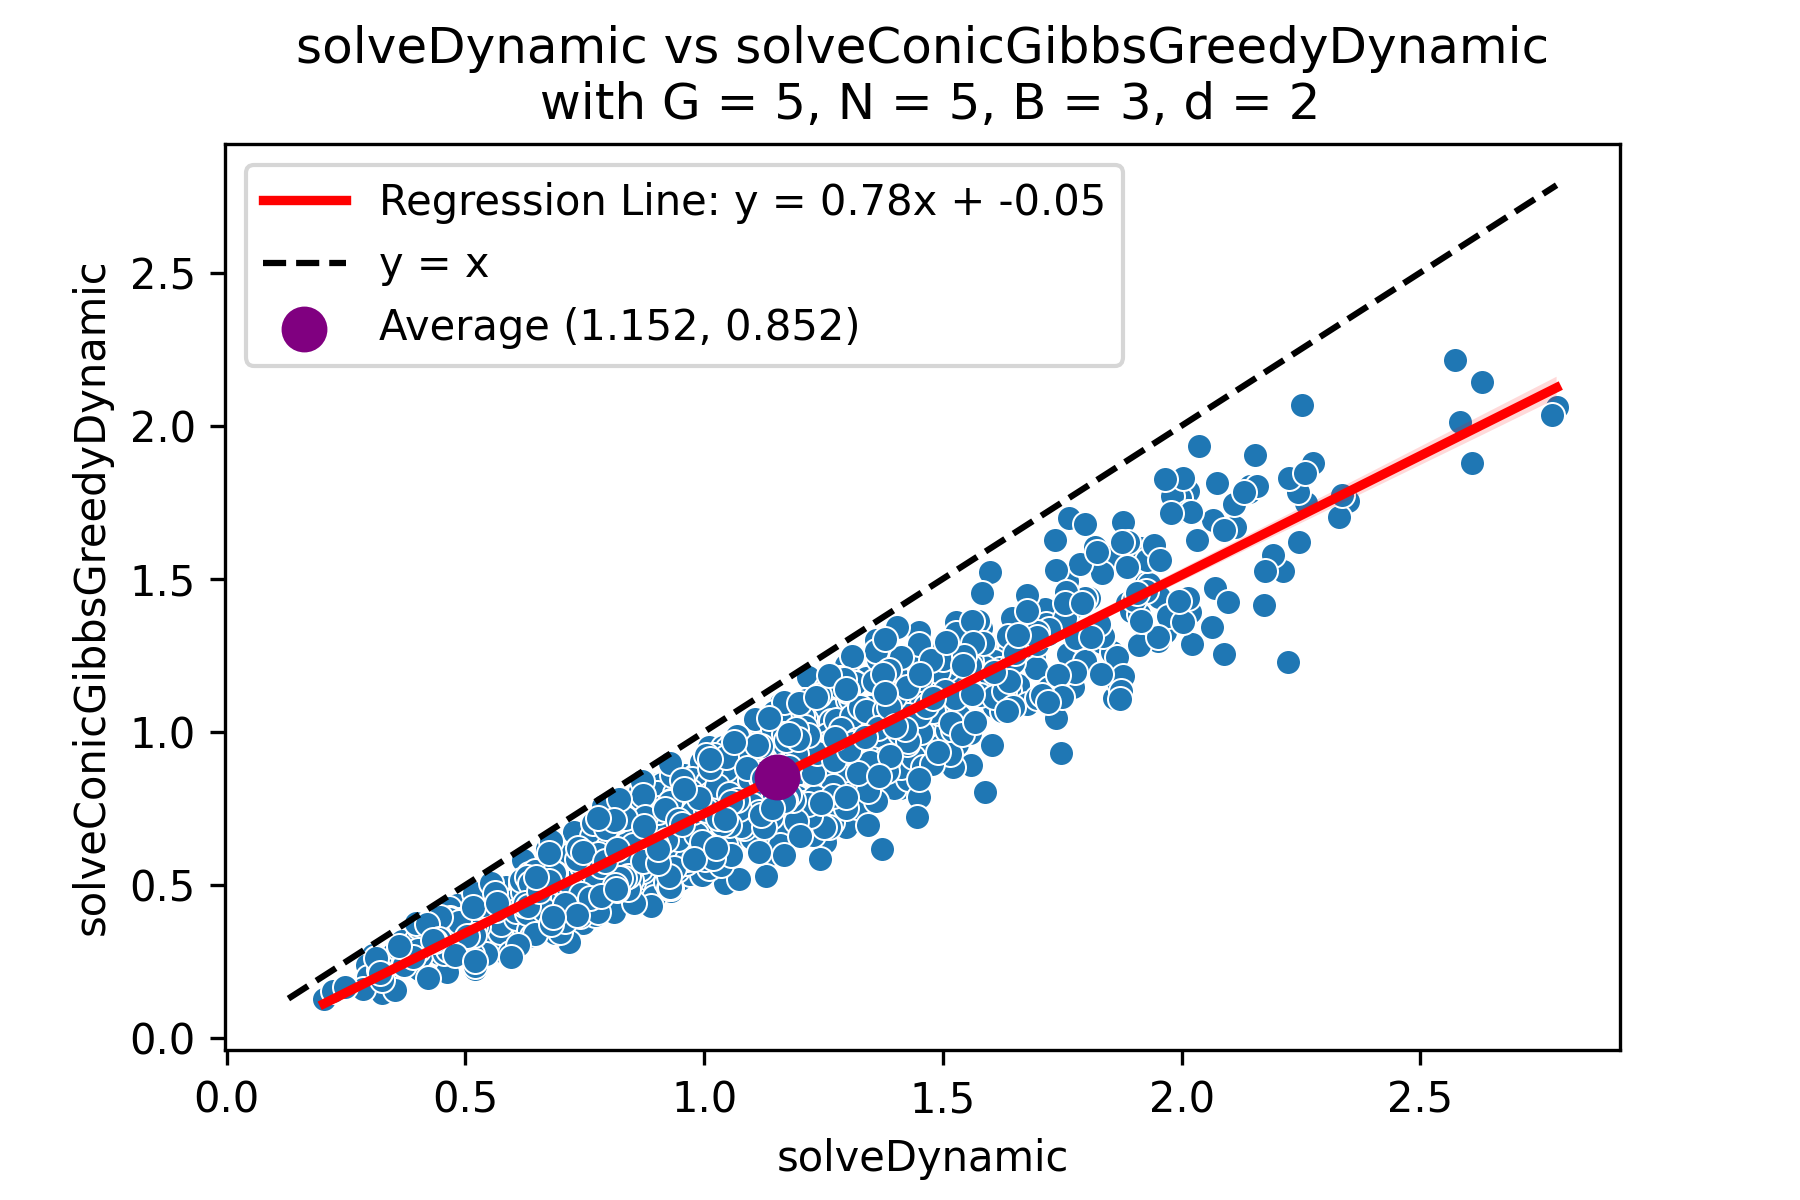 solveDynamic vs solveConicGibbsGreedyDynamic
with G = 5, N = 5, B = 3, d = 2
Regression Line: y = 0.78x + -0.05
y = x
Average (1.152, 0.852)
solveConicGibbsGreedyDynamic
2.5
2.0
1.5
1.0
0.5
0.0
0.0 0.5 1.0 1.5 2.0 2.5
solveDynamic